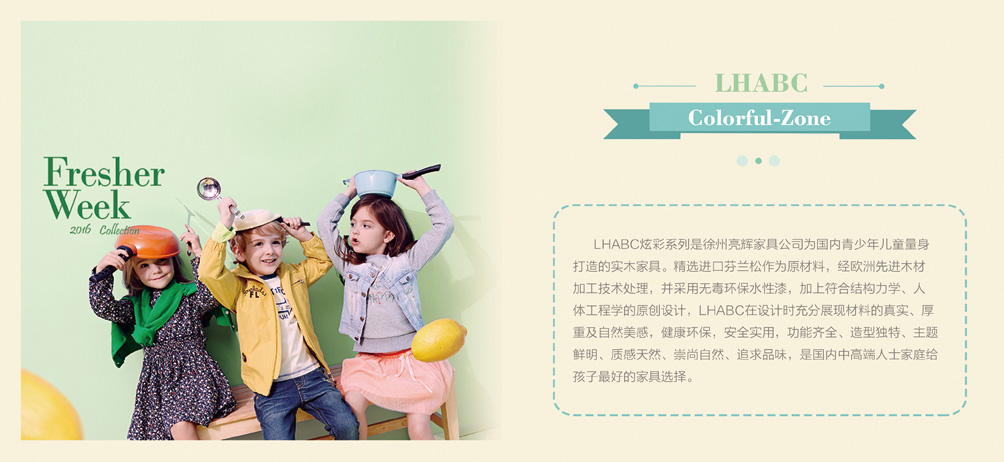 Fresher
Week
2016 Collection
LHABC
Colorful-Zone
LHABC炫彩系列是徐州亮辉家具公司为国内青少年儿童量身
打造的实木家具。精选进口芬兰松作为原材料，经欧洲先进木材
加工技术处理，并采用无毒环保水性漆，加上符合结构力学、人
体工程学的原创设计，LHABC在设计时充分展现材料的真实、厚
重及自然美感，健康环保，安全实用，功能齐全、造型独特、主题
鲜明、质感天然、崇尚自然、追求品味，是国内中高端人士家庭给
孩子最好的家具选择。